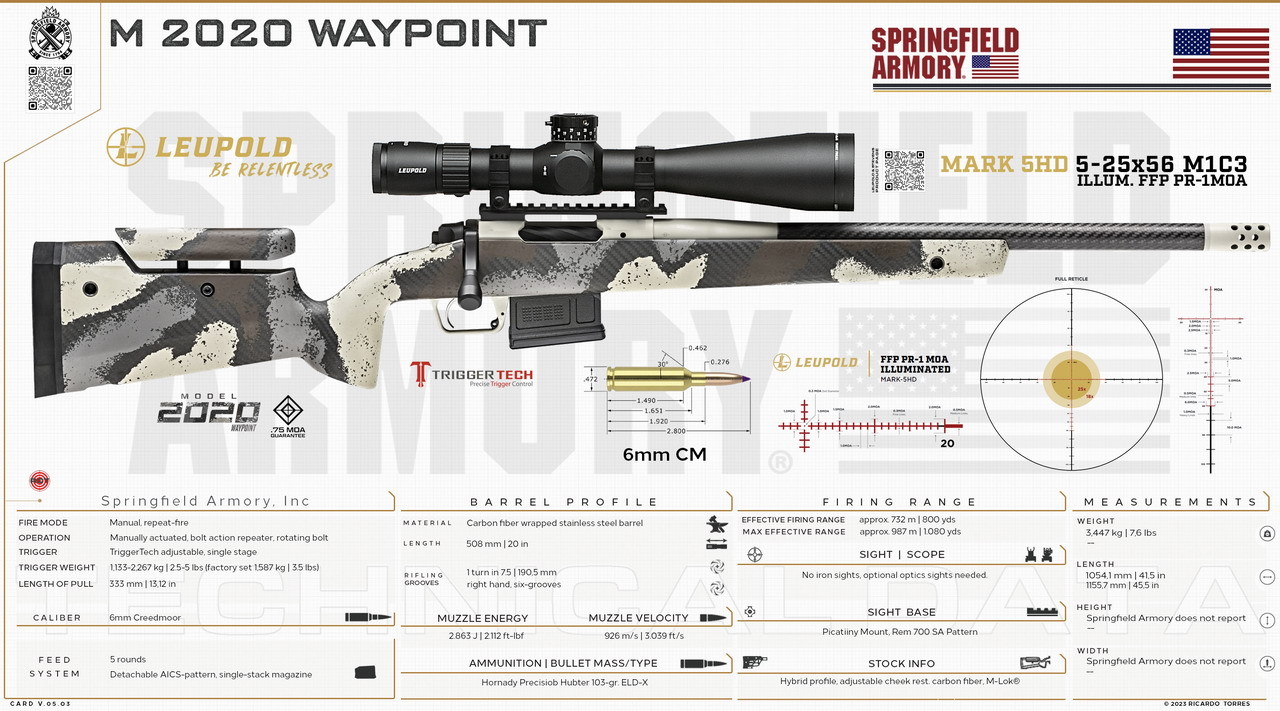 M 2020 WAYPOINT
SPRINGFIELD
ARMORY®
LEUPOLD
BE RELENTLESS
LEUPOLD
MARK 5HD 5-25x56 M1C3
ILLUM. FFP PR-1MOA
SPRINGFIELD
ARMORY®
FULL RETICLE
MOA
TRIGGERTECH
Precise Trigger Control
0.462
30°
0.276
.472
1.490
1.651
1.920
2.800
6mm CM
LEUPOLD
FFP PR-1 MOA
ILLUMINATED
MARK-5HD
20
25x
MODEL
2020
WAYPOINT
.75 MOA
GUARANTEE
Springfield Armory, Inc
FIRE MODE Manual, repeat-fire
OPERATION Manually actuated, bolt action repeater, rotating bolt
TRIGGER TriggerTech adjustable, single stage
TRIGGER WEIGHT 1,133-2,267 kg | 2.5-5 lbs (factory set 1,587 kg | 3.5 lbs)
LENGTH OF PULL 333 mm | 13,12 in
CALIBER 6mm Creedmoor
FEED
SYSTEM
5 rounds
Detachable AICS-pattern, single-stack magazine
BARREL PROFILE
MATERIAL Carbon fiber wrapped stainless steel barrel
LENGTH 508 mm | 20 in
RIFLING
GROOVES
1 turn in 7.5 | 190,5 mm
right hand, six-grooves
MUZZLE ENERGY MUZZLE VELOCITY
2.863 J | 2.112 ft-lbf 926 m/s | 3.039 ft/s
AMMUNITION | BULLET MASS/TYPE
Hornady Precisiob Hubter 103-gr. ELD-X
FIRING RANGE
EFFECTIVE FIRING RANGE approx. 732 m | 800 yds
MAX EFFECTIVE RANGE approx. 987 m | 1.080 yds
SIGHT | SCOPE
No iron sights, optional optics sights needed.
SIGHT BASE
Picatiiny Mount, Rem 700 SA Pattern
STOCK INFO
Hybrid profile, adjustable cheek rest. carbon fiber, M-Lok®
MEASUREMENTS
WEIGHT
3,447 kg | 7,6 lbs
--
LENGTH
1054,1 mm | 41,5 in
1155,7 mm | 45,5 in
HEIGHT
Springfield Armory does not report
--
WIDTH
Springfield Armory does not report
--
TECHNICAL DATA
CARD V.05.03
© 2023 RICARDO TORRES